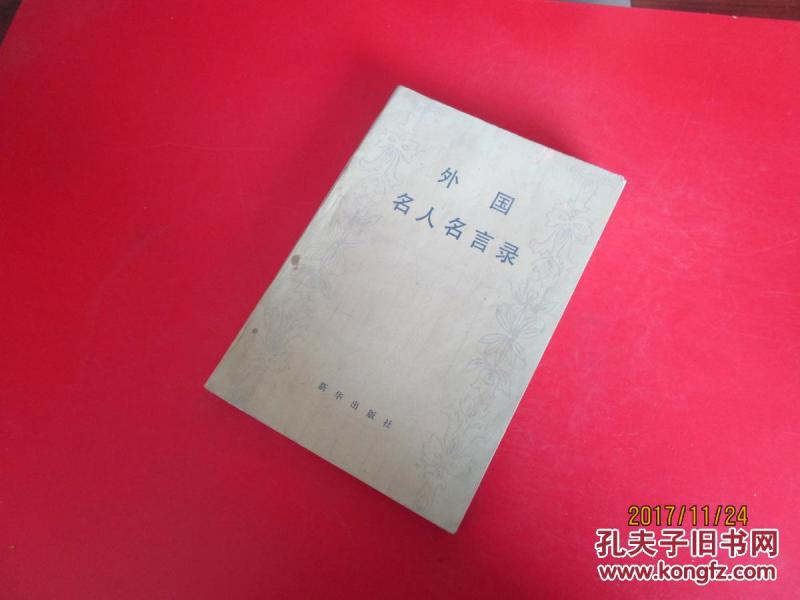 外国
名人名言录
新华出版社
2017/11/24
孔夫子旧书网
www.kongfz.com